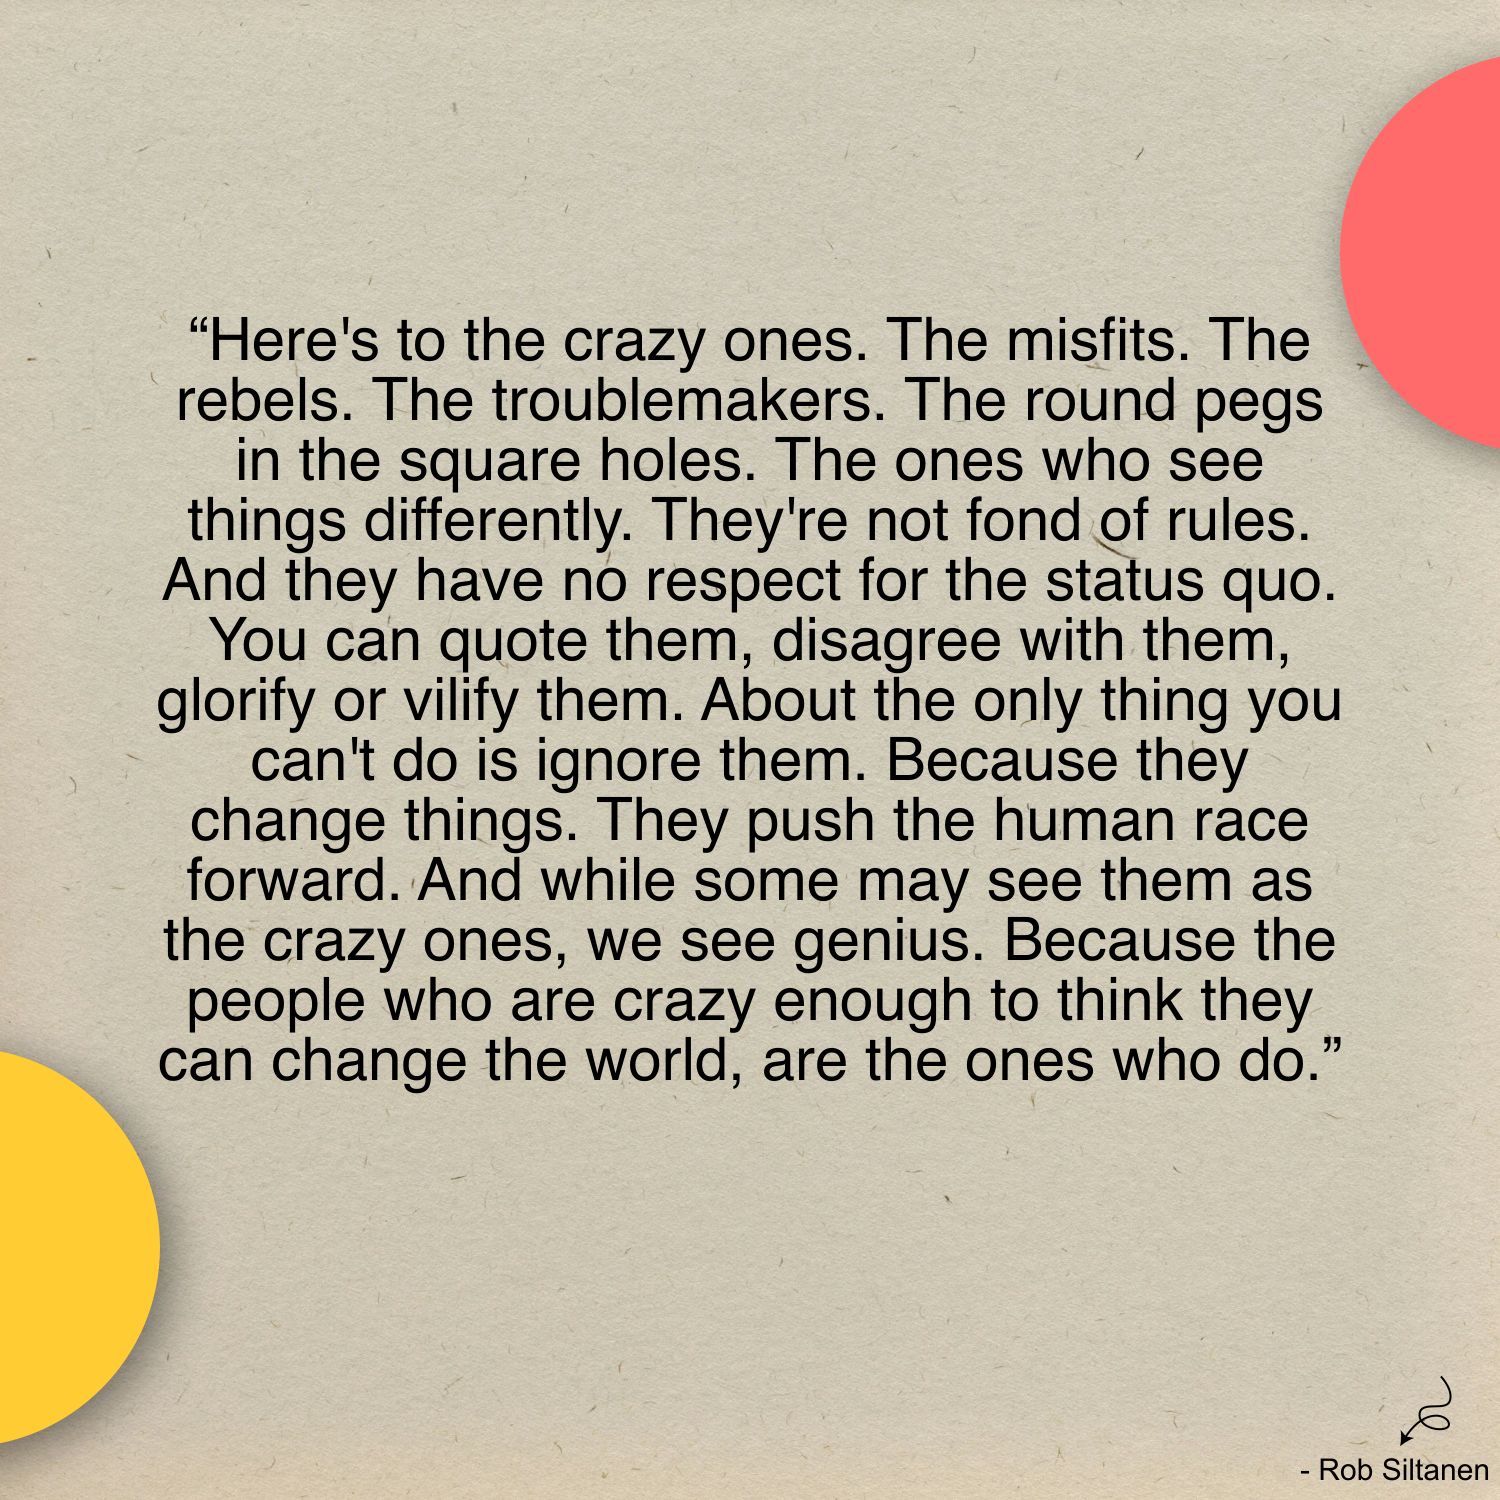 “Here's to the crazy ones. The misfits. The
rebels. The troublemakers. The round pegs
in the square holes. The ones who see
things differently. They're not fond of rules.
And they have no respect for the status quo.
You can quote them, disagree with them,
glorify or vilify them. About the only thing you
can't do is ignore them. Because they
change things. They push the human race
forward. And while some may see them as
the crazy ones, we see genius. Because the
people who are crazy enough to think they
can change the world, are the ones who do.”
- Rob Siltanen